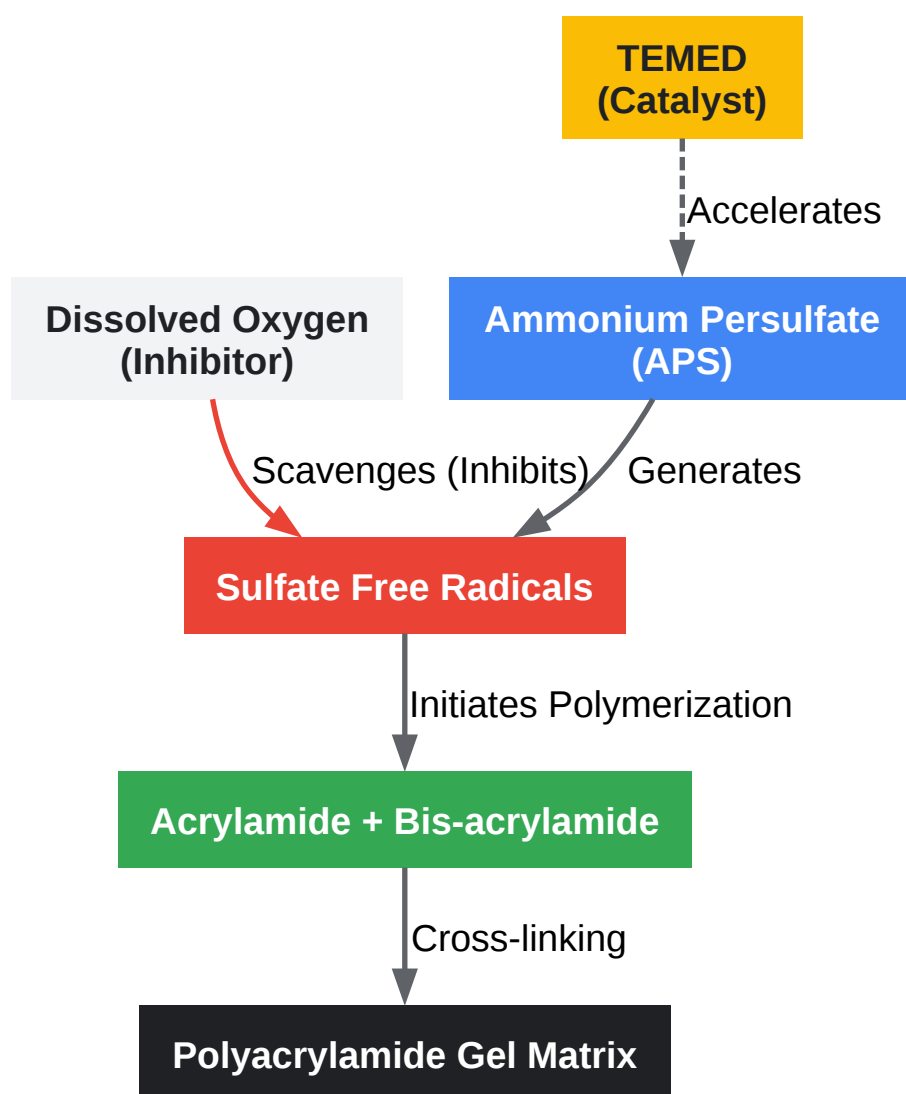 TEMED
(Catalyst)
Accelerates
Dissolved Oxygen
(Inhibitor)
Ammonium Persulfate
(APS)
Scavenges (Inhibits)
Generates
Sulfate Free Radicals
Initiates Polymerization
Acrylamide + Bis-acrylamide
Cross-linking
Polyacrylamide Gel Matrix